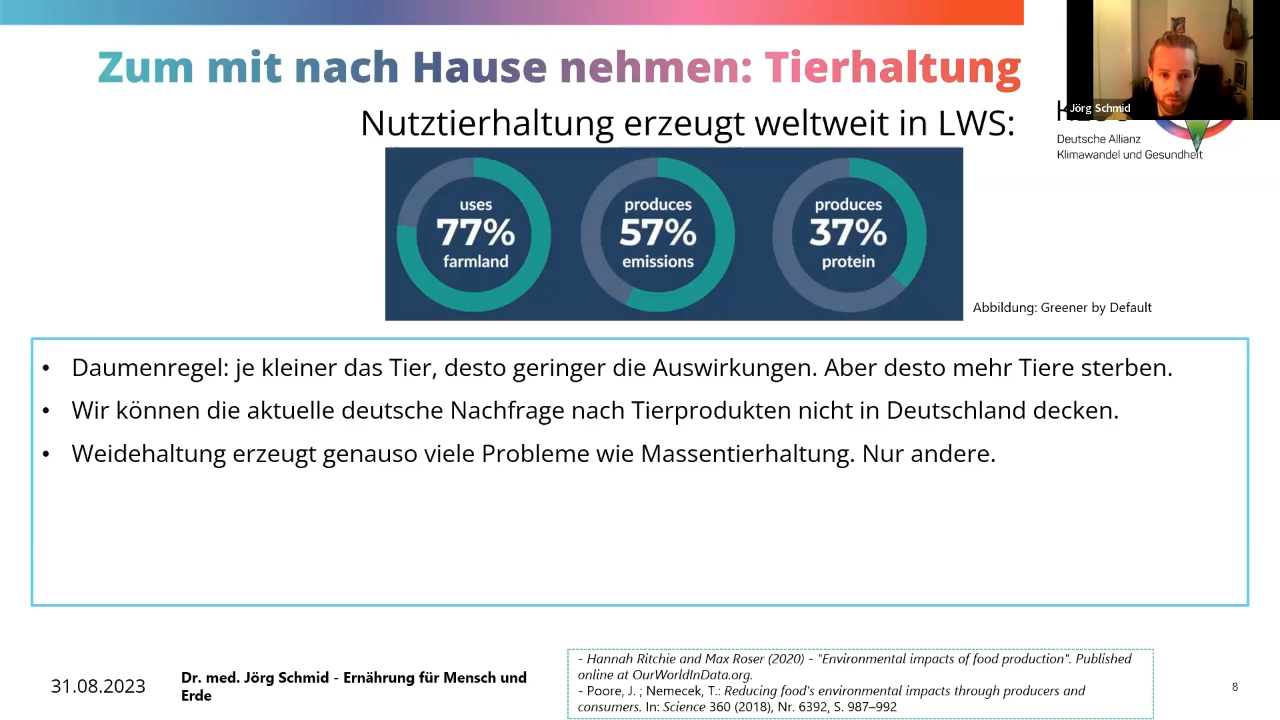 Zum mit nach Hause nehmen: Tierhaltung
Jörg Schmid
Nutztierhaltung erzeugt weltweit in LWS:
Deutsche Allianz
Klimawandel und Gesundheit
uses
77%
farmland
produces
57%
emissions
produces
37%
protein
Abbildung: Greener by Default
• Daumenregel: je kleiner das Tier, desto geringer die Auswirkungen. Aber desto mehr Tiere sterben.
• Wir können die aktuelle deutsche Nachfrage nach Tierprodukten nicht in Deutschland decken.
• Weidehaltung erzeugt genauso viele Probleme wie Massentierhaltung. Nur andere.
31.08.2023
Dr. med. Jörg Schmid - Ernährung für Mensch und
Erde
- Hannah Ritchie and Max Roser (2020) - "Environmental impacts of food production". Published
online at OurWorldInData.org.
- Poore, J. ; Nemecek, T.: Reducing food's environmental impacts through producers and
consumers. In: Science 360 (2018), Nr. 6392, S. 987–992
8